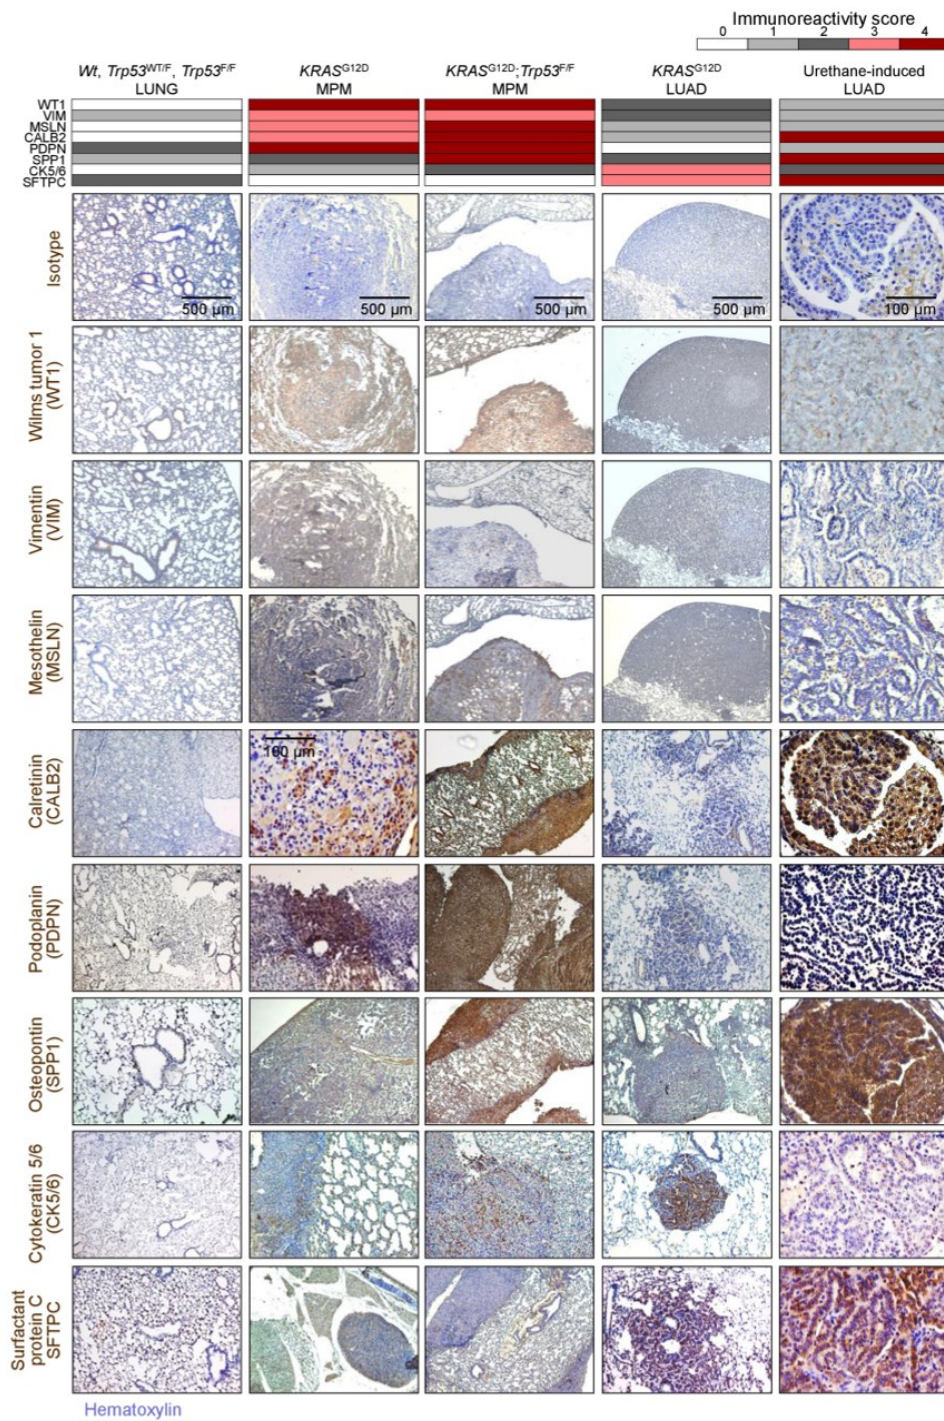 Immunoreactivity score
0 1 2 3 4
Wt, Trp53WT/F, Trp53F/F KRASG12D KRASG12D;Trp53F/F KRASG12D Urethane-induced
LUNG MPM MPM LUAD LUAD
WT1
VIM
MSLN
CALB2
PDPN
SPP1
CK5/6
SFTPC
Isotype
500 µm 500 µm 500 µm 500 µm 100 µm
Wilms tumor 1
(WT1)
Vimentin
(VIM)
Mesothelin
(MSLN)
Calretinin
(CALB2)
100 µm
Podoplanin
(PDPN)
Osteopontin
(SPP1)
Cytokeratin 5/6
(CK5/6)
Surfactant
protein C
SFTPC
Hematoxylin